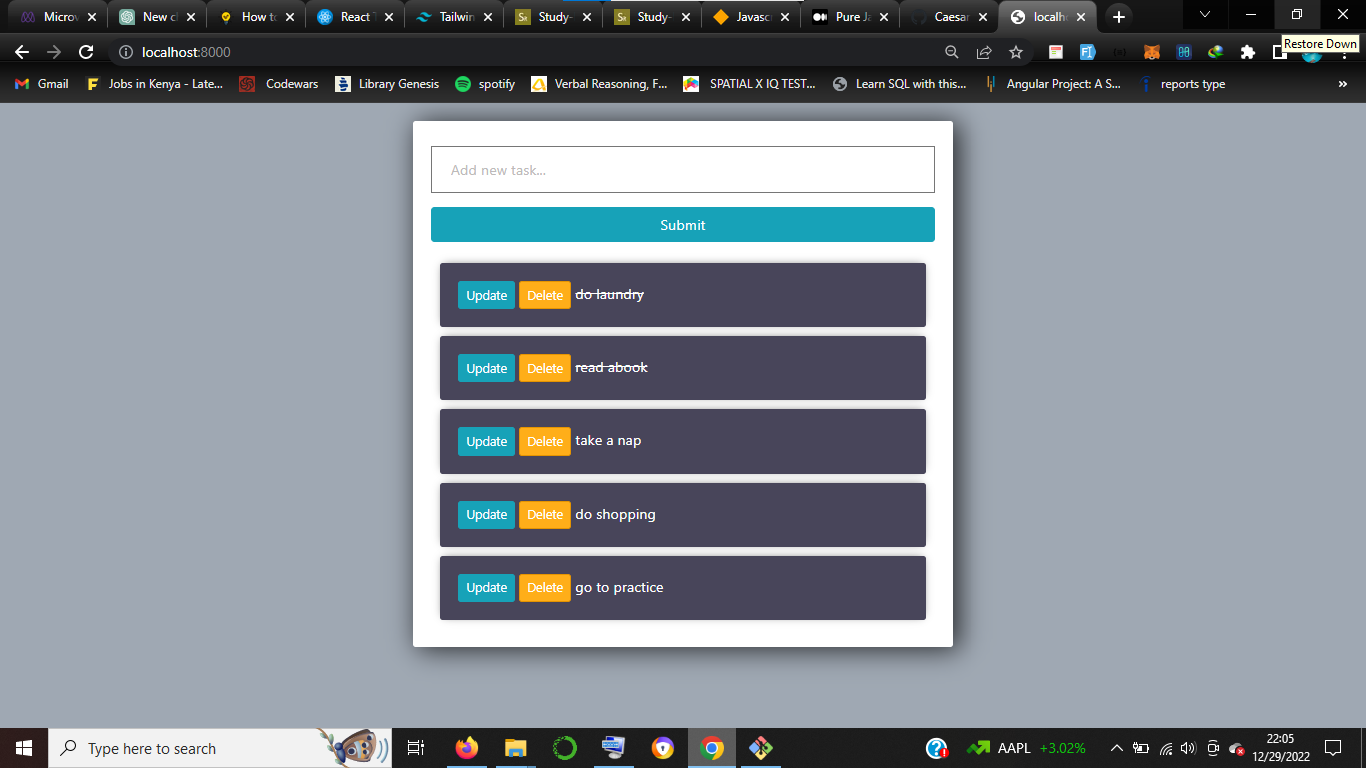 Microv New cl How to React T Tailwin Study- Study- Javasc Pure Ja Caesar localho
localhost:8000
Restore Down
Gmail Jobs in Kenya - Late... Codewars Library Genesis spotify Verbal Reasoning, F... SPATIAL X IQ TEST... Learn SQL with this... Angular Project: A S... reports type »
Add new task...
Submit
Update Delete do laundry
Update Delete read abook
Update Delete take a nap
Update Delete do shopping
Update Delete go to practice
Type here to search
AAPL +3.02%
22:05
12/29/2022